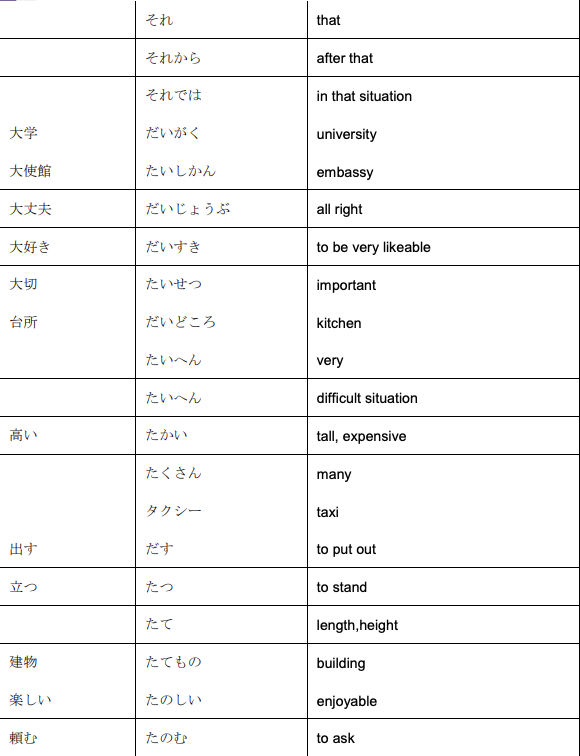 それ that
それから after that
それでは in that situation
大学 だいがく university
大使館 たいしかん embassy
大丈夫 だいじょうぶ all right
大好き だいすき to be very likeable
大切 たいせつ important
台所 だいどころ kitchen
たいへん very
たいへん difficult situation
高い たかい tall, expensive
たくさん many
タクシー taxi
出す だす to put out
立つ たつ to stand
たて length,height
建物 たてもの building
楽しい たのしい enjoyable
頼む たのむ to ask